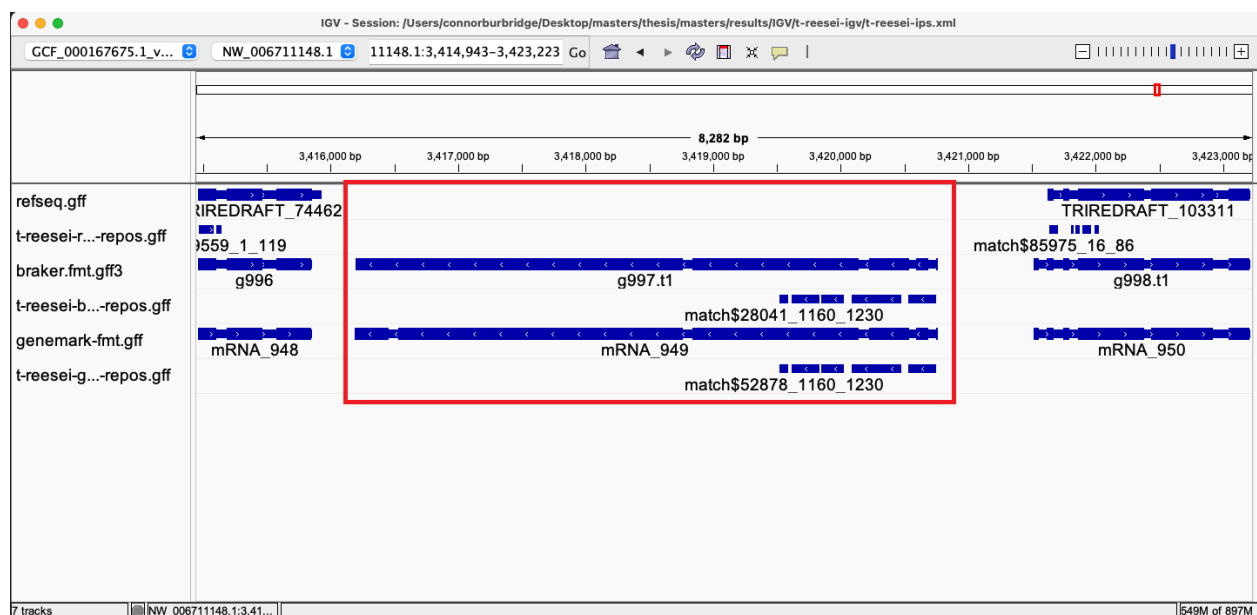 IGV - Session: /Users/connorburbridge/Desktop/masters/thesis/masters/results/IGV/t-reesei-igv/t-reesei-ips.xml
GCF_000167675.1_v... NW_006711148.1 11148.1:3,414,943-3,423,223 Go
8,282 bp
3,416,000 bp 3,417,000 bp 3,418,000 bp 3,419,000 bp 3,420,000 bp 3,421,000 bp 3,422,000 bp 3,423,000 bp
refseq.gff
RIREDRAFT_74462 TRIREDRAFT_103311
t-reesei-r...-repos.gff
9559_1_119 match$85975_16_86
braker.fmt.gff3
g996 g997.t1 g998.t1
t-reesei-b...-repos.gff
match$28041_1160_1230
genemark-fmt.gff
mRNA_948 mRNA_949 mRNA_950
t-reesei-g...-repos.gff
match$52878_1160_1230
7 tracks NW_006711148.1:3,41... 549M of 897M